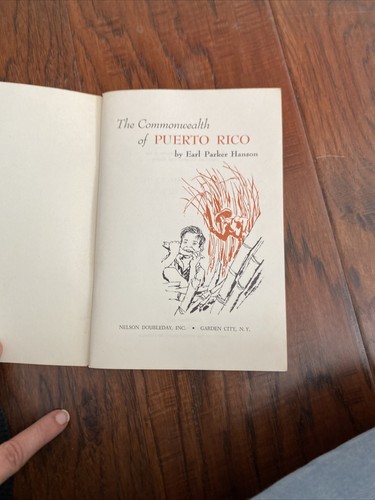 The Commonwealth
of PUERTO RICO
by Earl Parker Hanson
NELSON DOUBLEDAY, INC. • GARDEN CITY, N. Y.